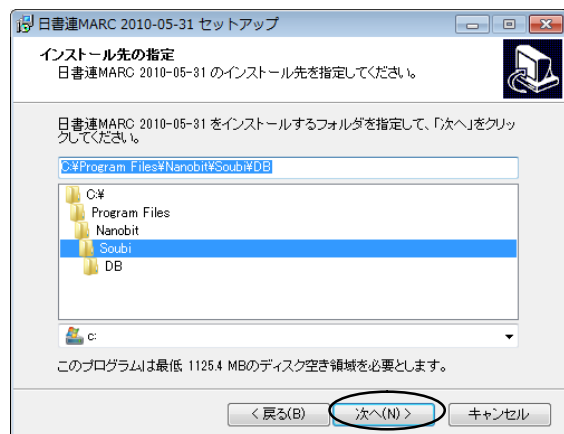 日書連MARC 2010-05-31 セットアップ
インストール先の指定
日書連MARC 2010-05-31 のインストール先を指定してください。
日書連MARC 2010-05-31 をインストールするフォルダを指定して、「次へ」をクリッ
クしてください。
C:¥Program Files¥Nanobit¥Soubi¥DB
C:¥
Program Files
Nanobit
Soubi
DB
c:
このプログラムは最低 1125.4 MBのディスク空き領域を必要とします。
< 戻る(B) 次へ(N) > キャンセル